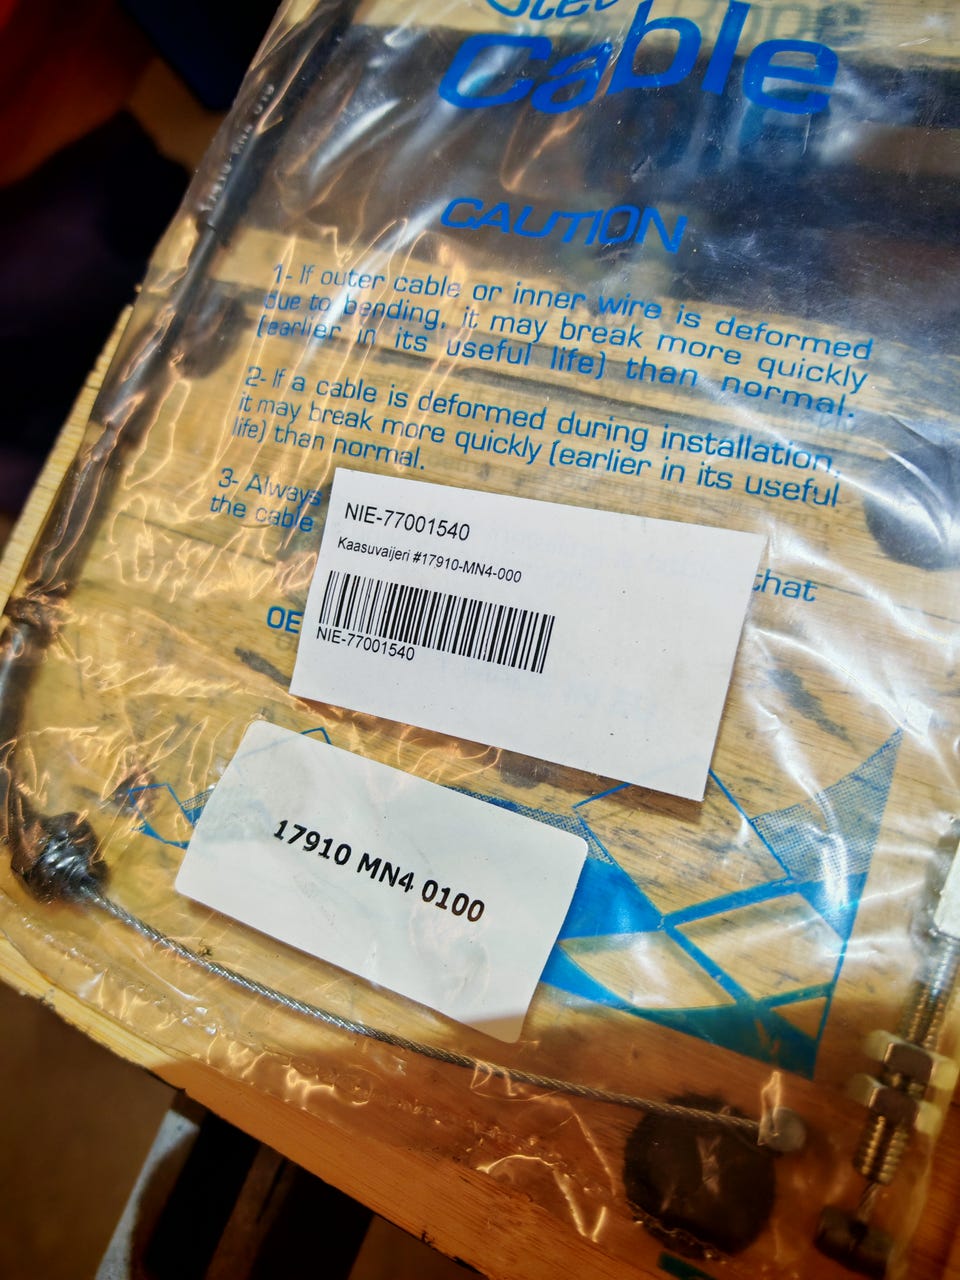 Cable
CAUTION
1- If outer cable or inner wire is deformed
due to bending, it may break more quickly
(earlier in its useful life) than normal.
2- If a cable is deformed during installation,
it may break more quickly (earlier in its useful
life) than normal.
3- Always
the cable
that
OE
NIE-77001540
Kaasuvaijeri #17910-MN4-000
NIE-77001540
17910 MN4 0100